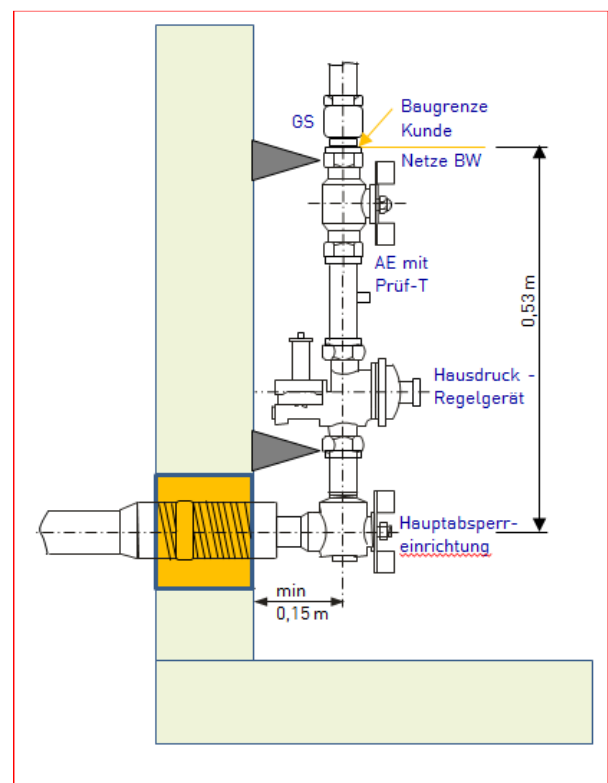 GS
Baugrenze
Kunde
Netze BW
AE mit
Prüf-T
0,53 m
Hausdruck -
Regelgerät
Hauptabsperr-
einrichtung
min
0,15 m